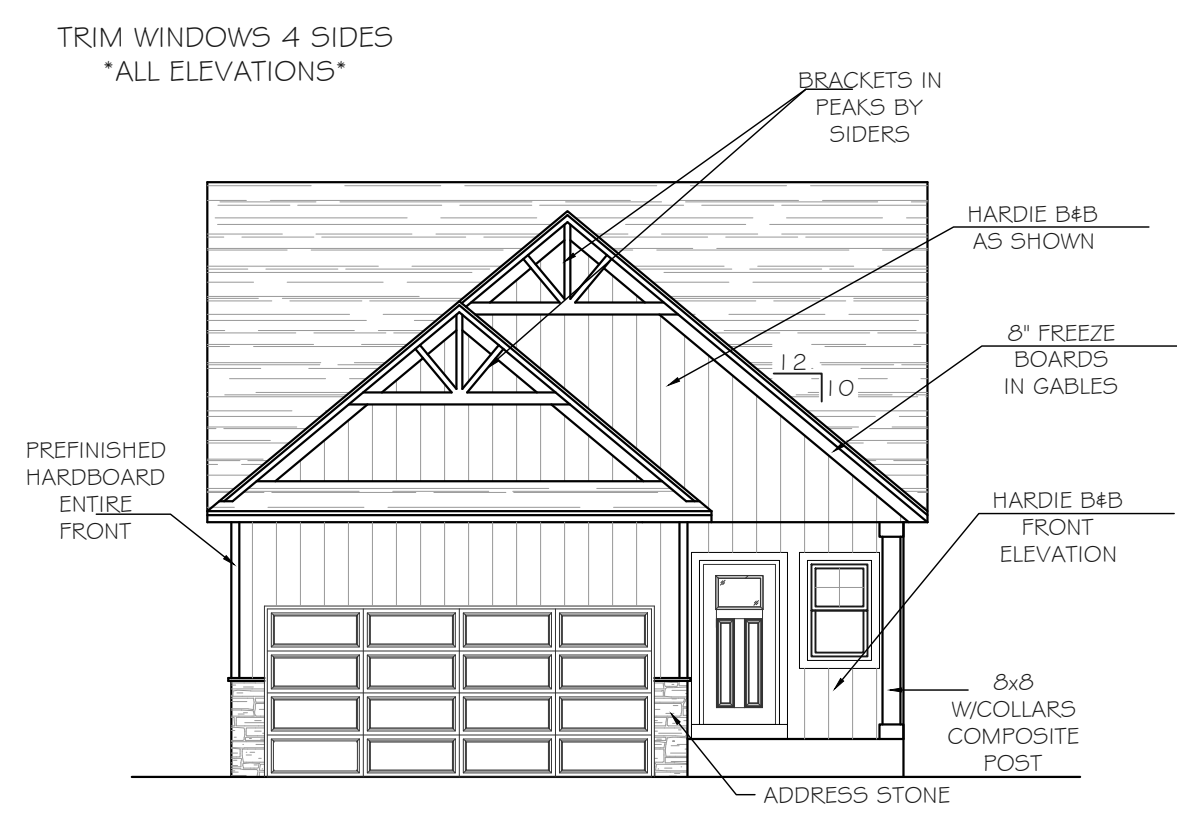 TRIM WINDOWS 4 SIDES
*ALL ELEVATIONS*
BRACKETS IN
PEAKS BY
SIDERS
HARDIE B&B
AS SHOWN
8" FREEZE
BOARDS
IN GABLES
12
10
PREFINISHED
HARDBOARD
ENTIRE
FRONT
HARDIE B&B
FRONT
ELEVATION
8x8
W/COLLARS
COMPOSITE
POST
ADDRESS STONE